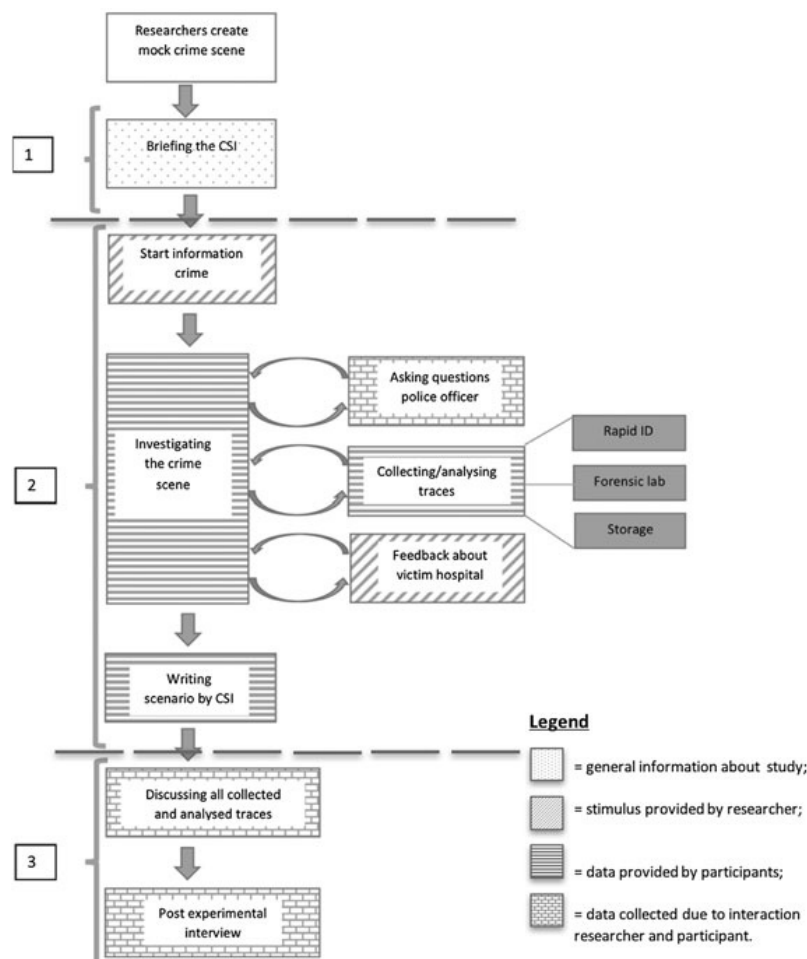 Researchers create
mock crime scene
1
Briefing the CSI
Start information
crime
2
Investigating
the crime
scene
Asking questions
police officer
Collecting/analysing
traces
Rapid ID
Forensic lab
Storage
Feedback about
victim hospital
Writing
scenario by CSI
3
Discussing all collected
and analysed traces
Post experimental
interview
Legend
= general information about study;
= stimulus provided by researcher;
= data provided by participants;
= data collected due to interaction
researcher and participant.